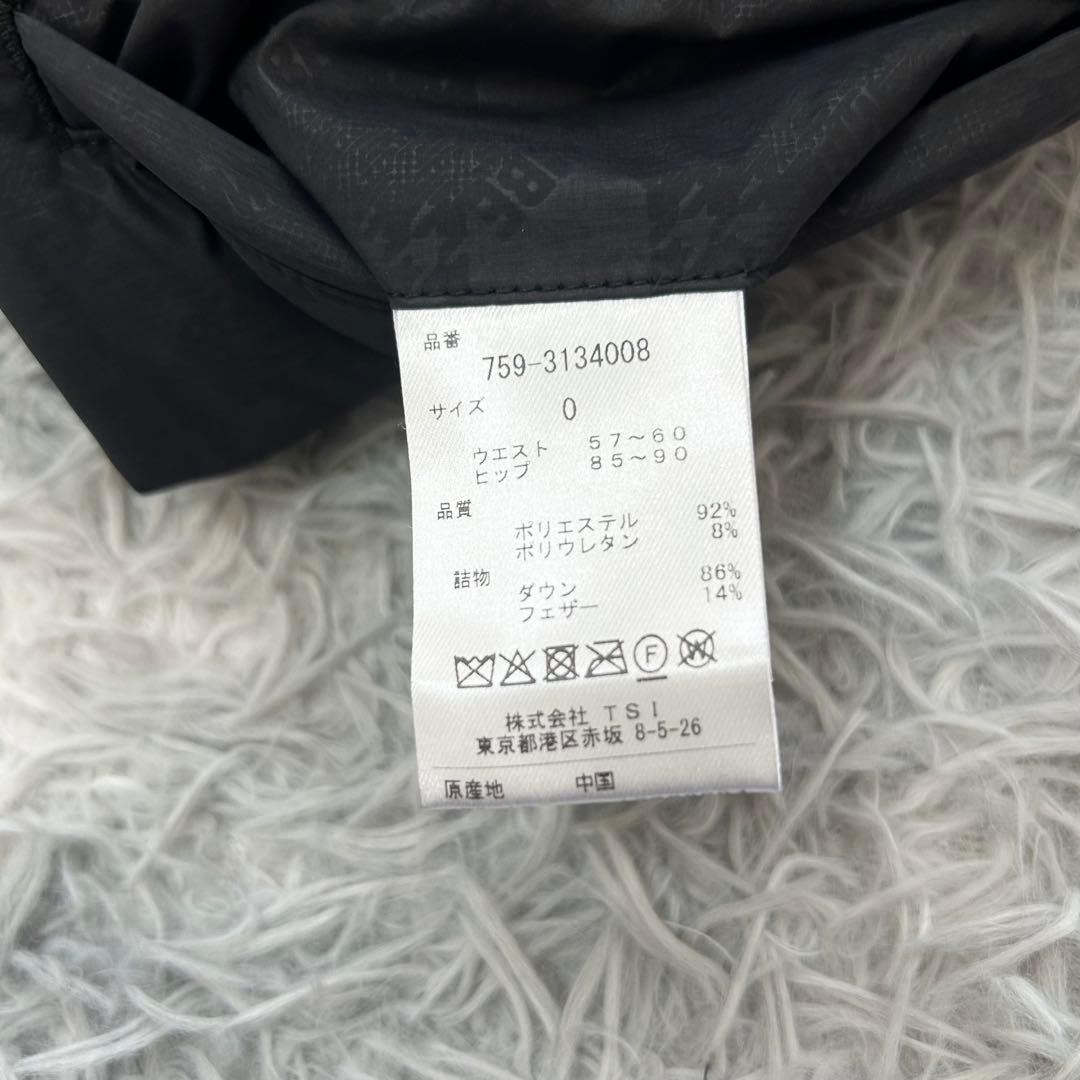 品番
759-3134008
サイズ 0
ウエスト 57～60
ヒップ 85～90
品質
ポリエステル 92%
ポリウレタン 8%
詰物
ダウン 86%
フェザー 14%
F W
株式会社 TSI
東京都港区赤坂 8-5-26
原産地 中国